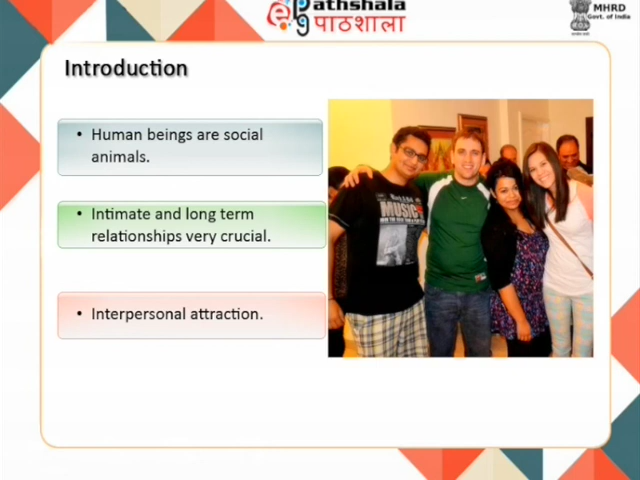 ePathshala
पाठशाला
MHRD
Govt. of India
Introduction
• Human beings are social
animals.
• Intimate and long term
relationships very crucial.
• Interpersonal attraction.
MUSIC